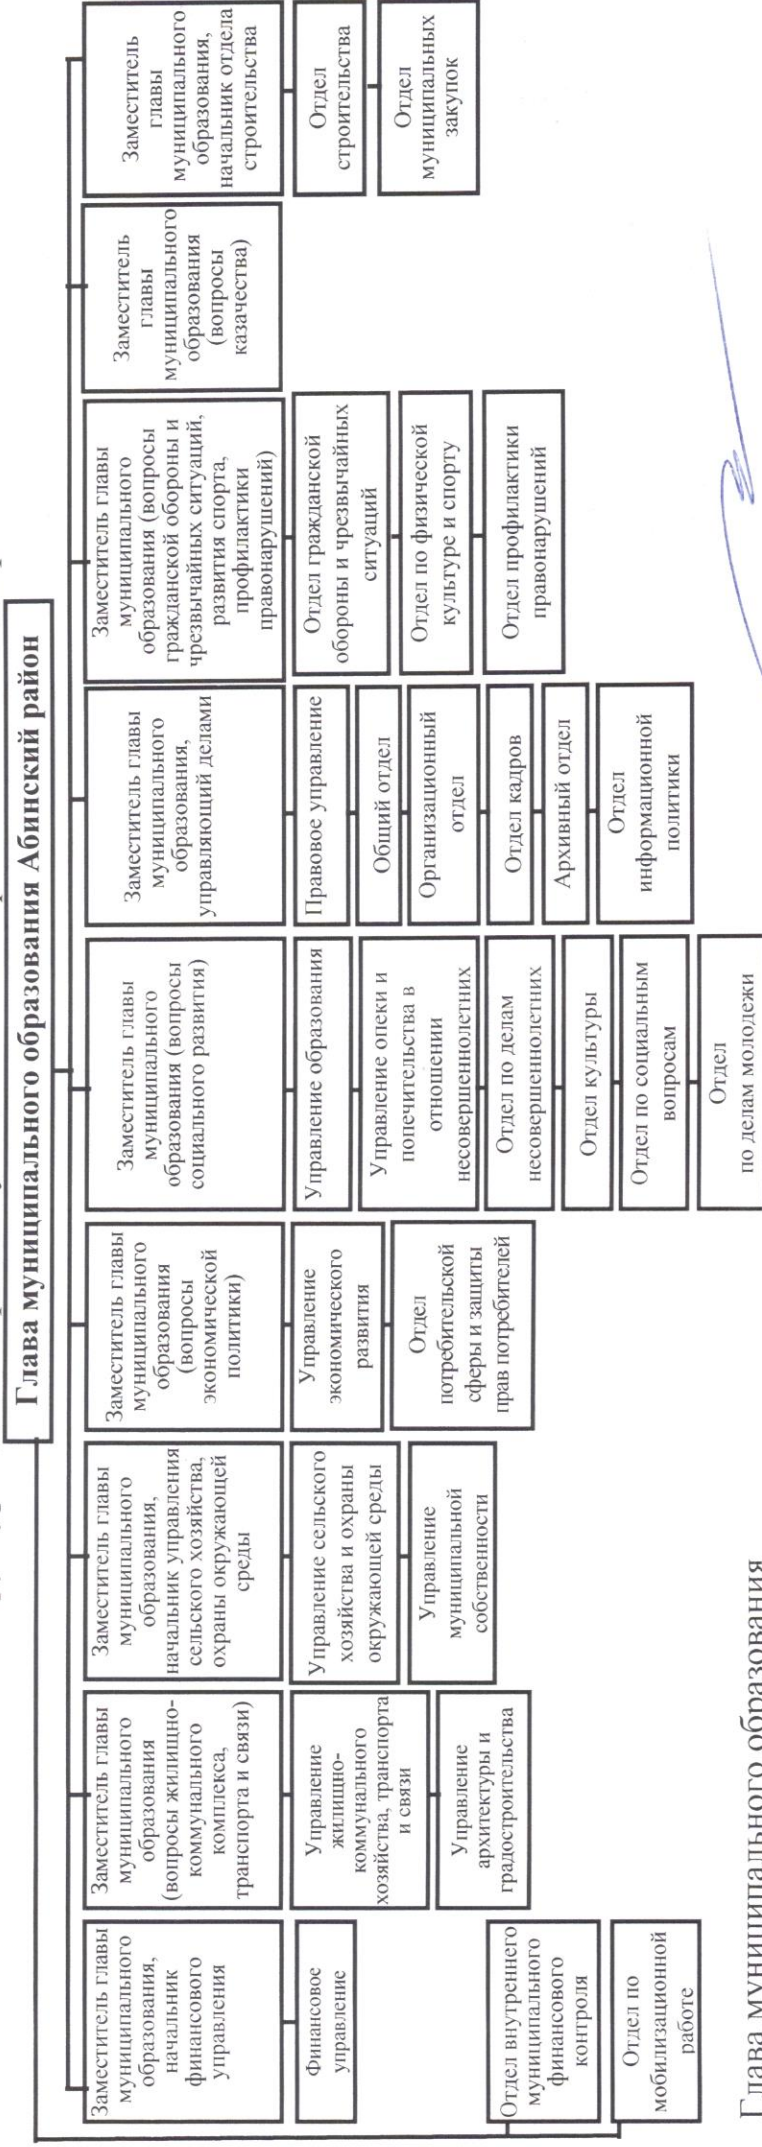 Глава муниципального образования Абинский район
Заместитель главы
муниципального
образования,
начальник
финансового
управления
Финансовое
управление
Отдел внутреннего
муниципального
финансового
контроля
Отдел по
мобилизационной
работе
Заместитель главы
муниципального
образования
(вопросы жилищно-
коммунального
комплекса,
транспорта и связи)
Управление
жилищно-
коммунального
хозяйства, транспорта
и связи
Управление
архитектуры и
градостроительства
Заместитель главы
муниципального
образования,
начальник управления
сельского хозяйства,
охраны окружающей
среды
Управление сельского
хозяйства и охраны
окружающей среды
Управление
муниципальной
собственности
Заместитель главы
муниципального
образования
(вопросы
экономической
политики)
Управление
экономического
развития
Отдел
потребительской
сферы и защиты
прав потребителей
Заместитель главы
муниципального
образования (вопросы
социального развития)
Управление образования
Управление опеки и
попечительства в
отношении
несовершеннолетних
Отдел по делам
несовершеннолетних
Отдел культуры
Отдел по социальным
вопросам
Отдел
по делам молодежи
Заместитель главы
муниципального
образования,
управляющий делами
Правовое управление
Общий отдел
Организационный
отдел
Отдел кадров
Архивный отдел
Отдел
информационной
политики
Заместитель главы
муниципального
образования (вопросы
гражданской обороны и
чрезвычайных ситуаций,
развития спорта,
профилактики
правонарушений)
Отдел гражданской
обороны и чрезвычайных
ситуаций
Отдел по физической
культуре и спорту
Отдел профилактики
правонарушений
Заместитель
главы
муниципального
образования
(вопросы
казачества)
Заместитель
главы
муниципального
образования,
начальник отдела
строительства
Отдел
строительства
Отдел
муниципальных
закупок
Глава муниципального образования